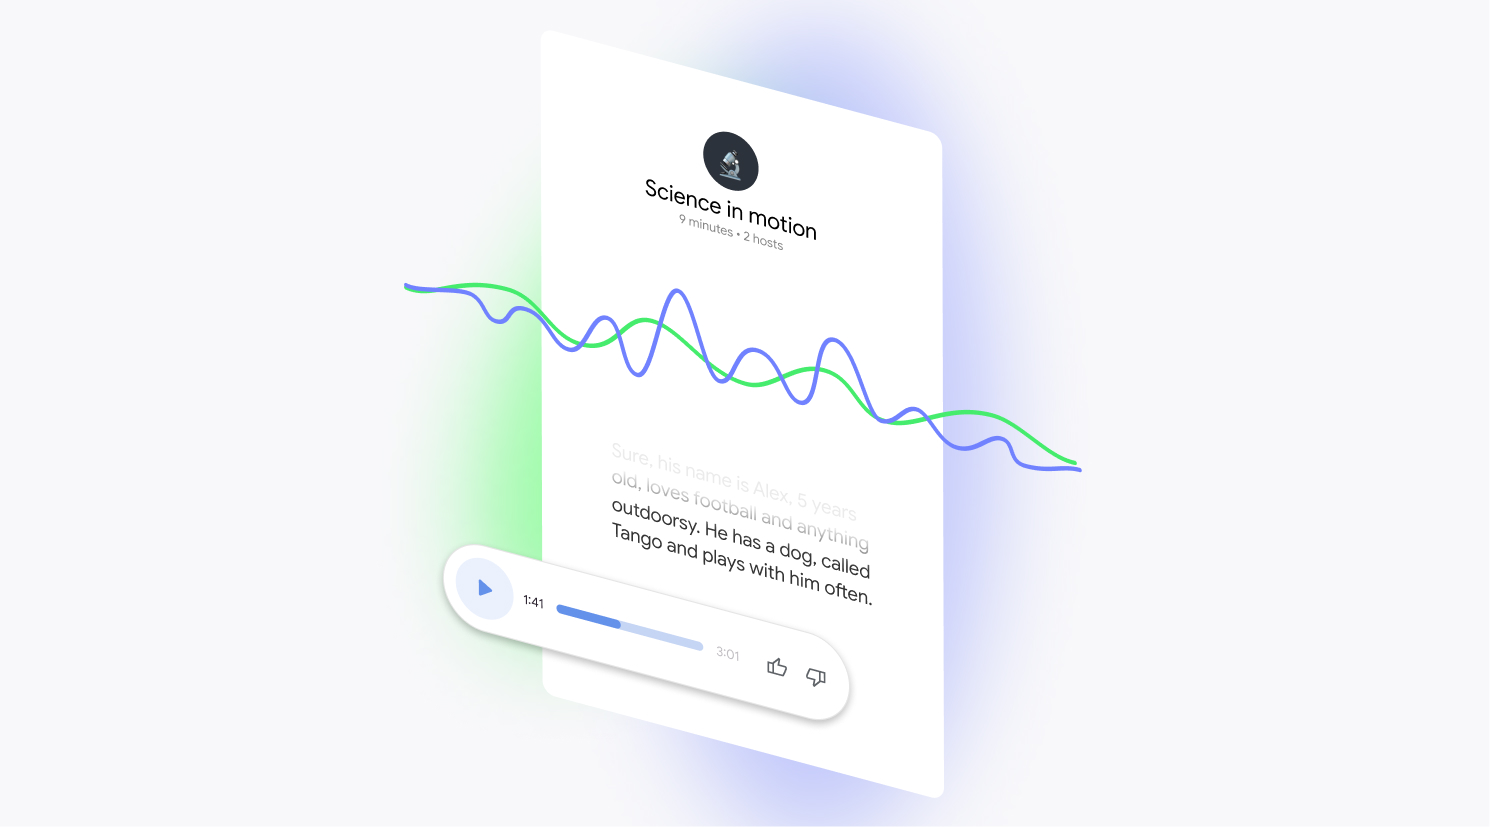 Science in motion
9 minutes • 2 hosts
Sure, his name is Alex, 5 years
old, loves football and anything
outdoorsy. He has a dog, called
Tango and plays with him often.
1:41
3:01